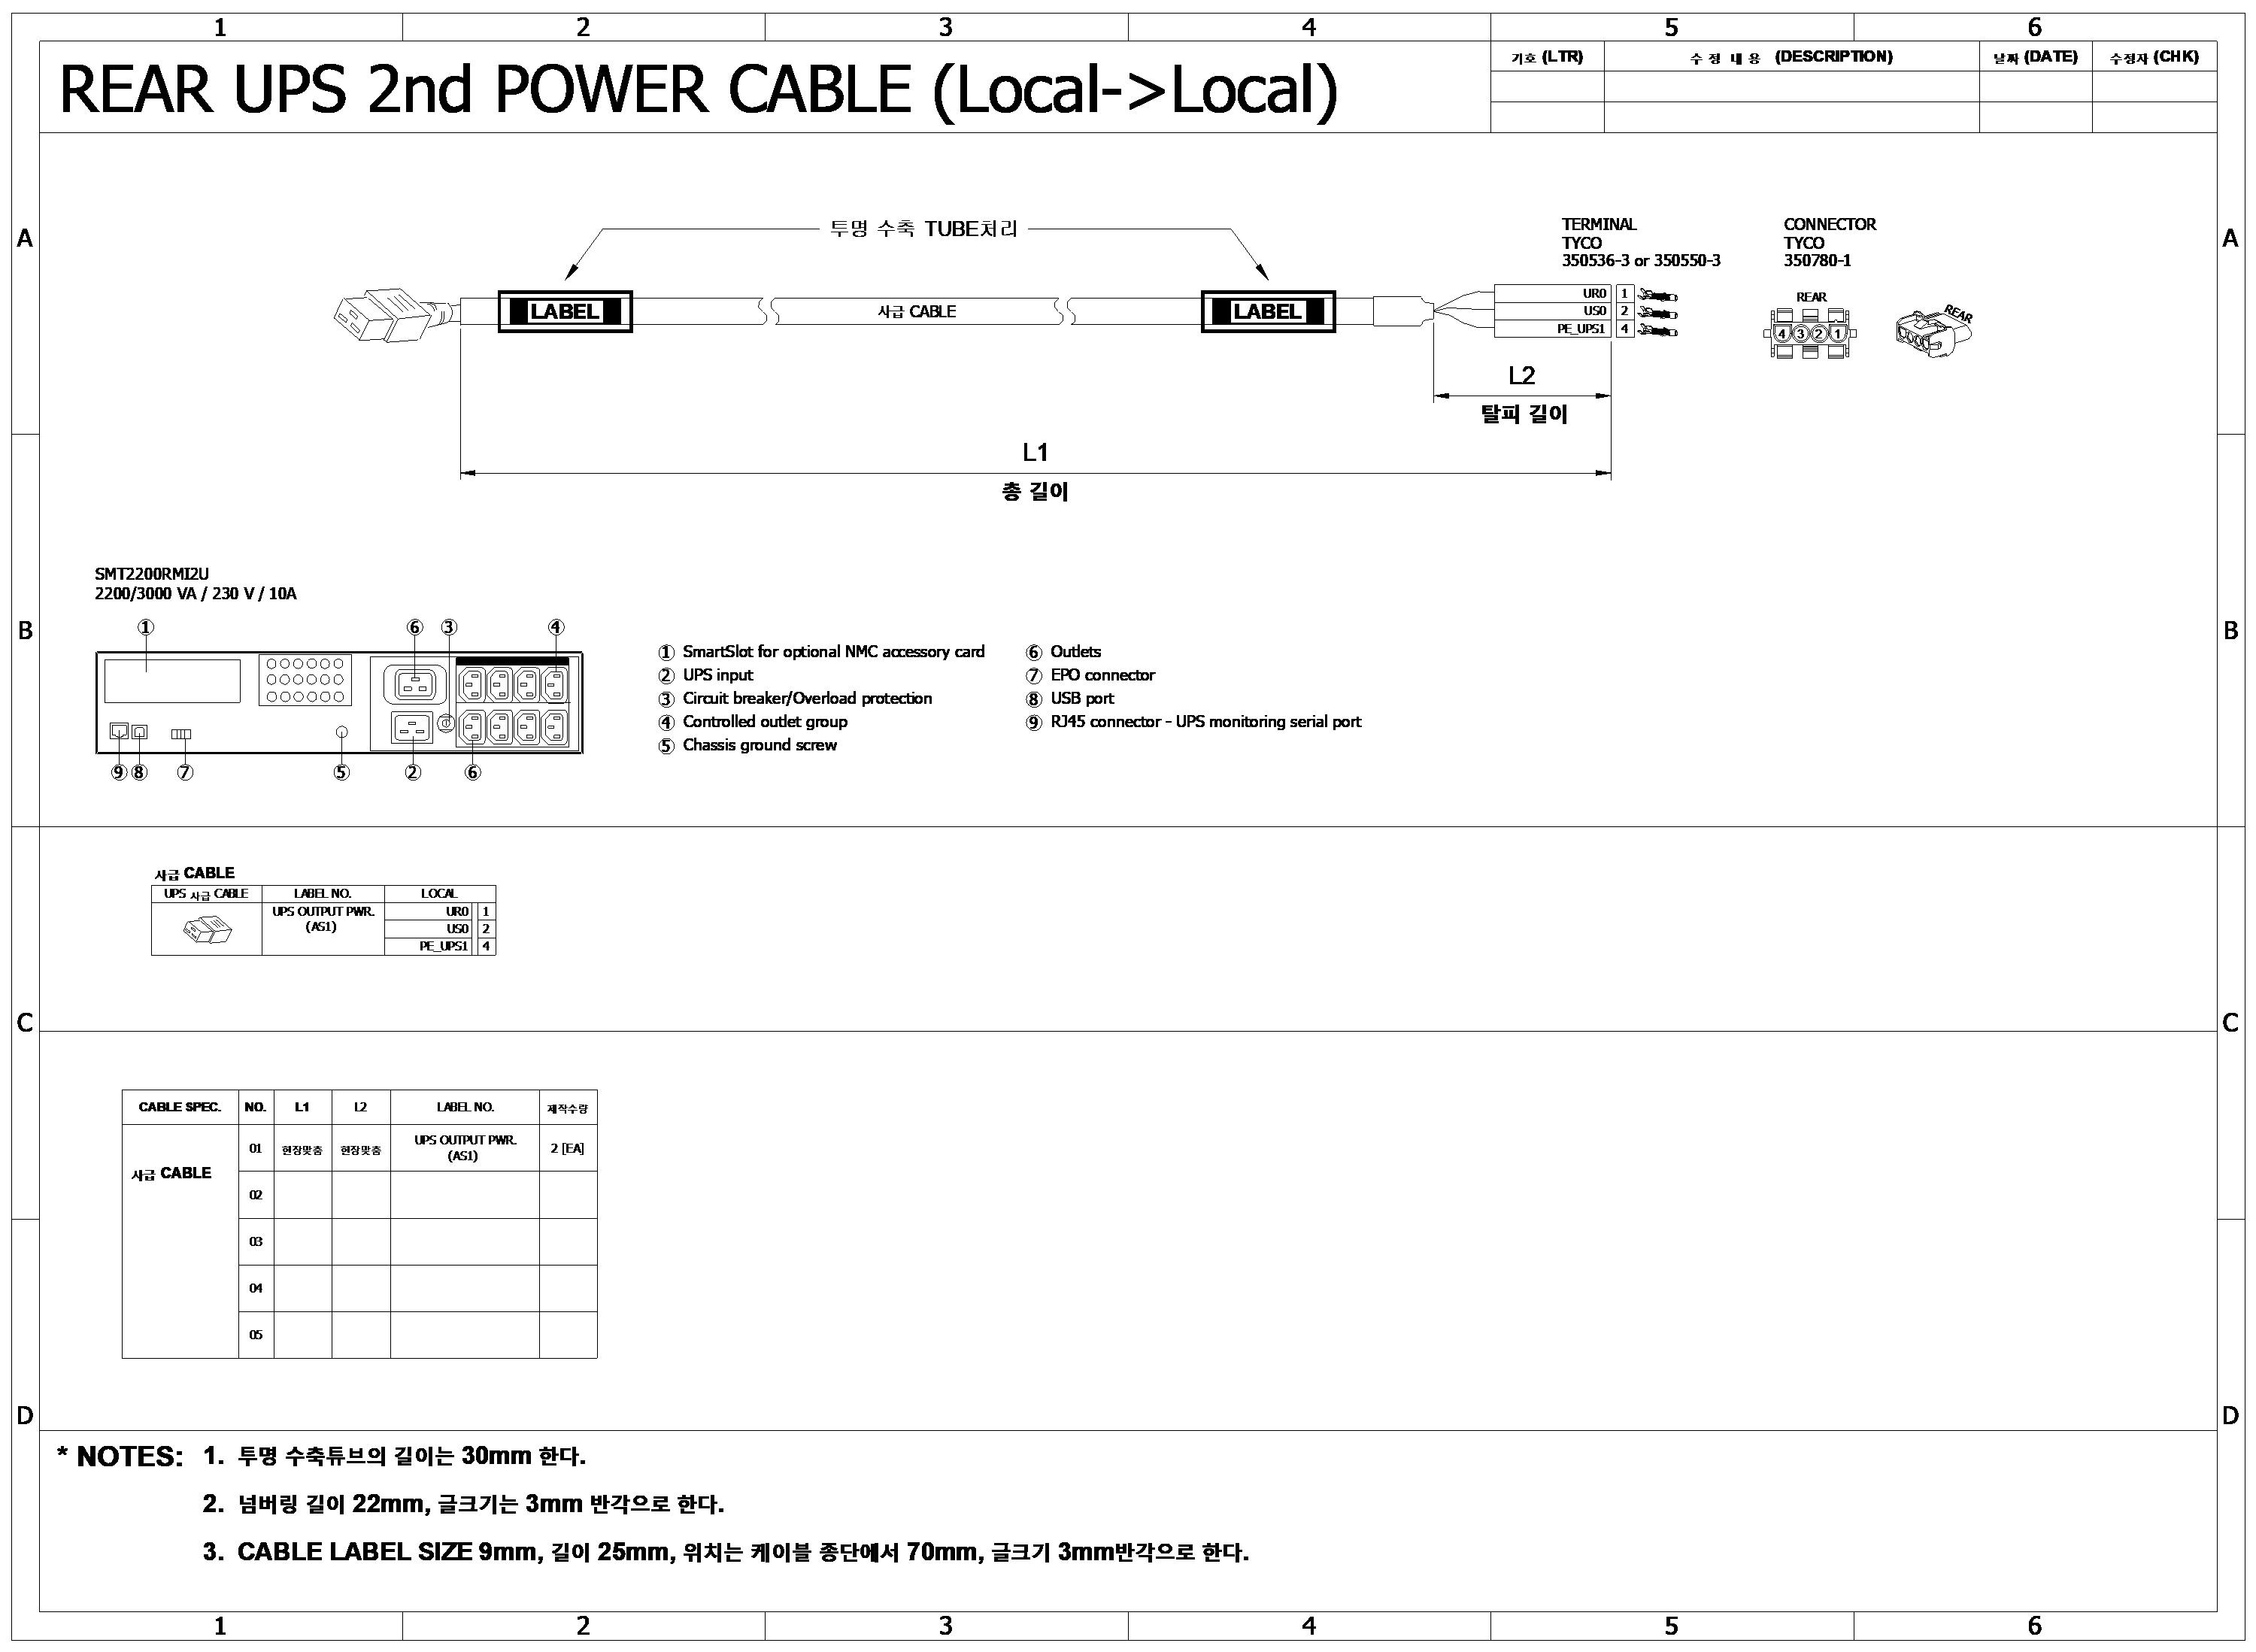 1 2 3 4 5 6
REAR UPS 2nd POWER CABLE (Local->Local)
기호 (LTR) 수 정 내 용 (DESCRIPTION) 날짜 (DATE) 수정자 (CHK)
A A
투명 수축 TUBE처리
TERMINAL
TYCO
350536-3 or 350550-3
CONNECTOR
TYCO
350780-1
LABEL
사급 CABLE
LABEL
UR0 1
US0 2
PE_UPS1 4
REAR
4 3 2 1
REAR
L2
탈피 길이
L1
총 길이
B B
SMT2200RMI2U
2200/3000 VA / 230 V / 10A
① ⑥ ③ ④
⑨ ⑧ ⑦ ⑤ ② ⑥
① SmartSlot for optional NMC accessory card
② UPS input
③ Circuit breaker/Overload protection
④ Controlled outlet group
⑤ Chassis ground screw
⑥ Outlets
⑦ EPO connector
⑧ USB port
⑨ RJ45 connector - UPS monitoring serial port
C C
사급 CABLE
UPS 사급 CABLE LABEL NO. LOCAL
UPS OUTPUT PWR.
(AS1)
UR0 1
US0 2
PE_UPS1 4
CABLE SPEC. NO. L1 L2 LABEL NO. 제작수량
사급 CABLE
01 현장맞춤 현장맞춤 UPS OUTPUT PWR.
(AS1) 2 [EA]
02
03
04
05
D D
* NOTES: 1. 투명 수축튜브의 길이는 30mm 한다.
2. 넘버링 길이 22mm, 글크기는 3mm 반각으로 한다.
3. CABLE LABEL SIZE 9mm, 길이 25mm, 위치는 케이블 종단에서 70mm, 글크기 3mm반각으로 한다.
1 2 3 4 5 6